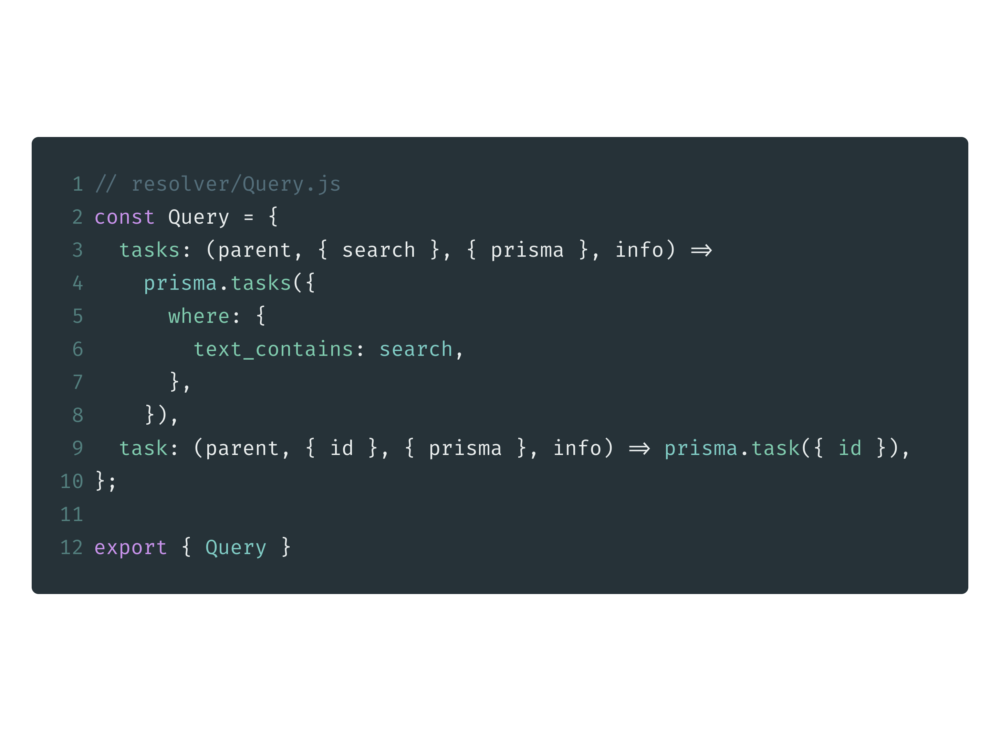 1 // resolver/Query.js
2 const Query = {
3   tasks: (parent, { search }, { prisma }, info) =>
4     prisma.tasks({
5       where: {
6         text_contains: search,
7       },
8     }),
9   task: (parent, { id }, { prisma }, info) => prisma.task({ id }),
10 };
11
12 export { Query }